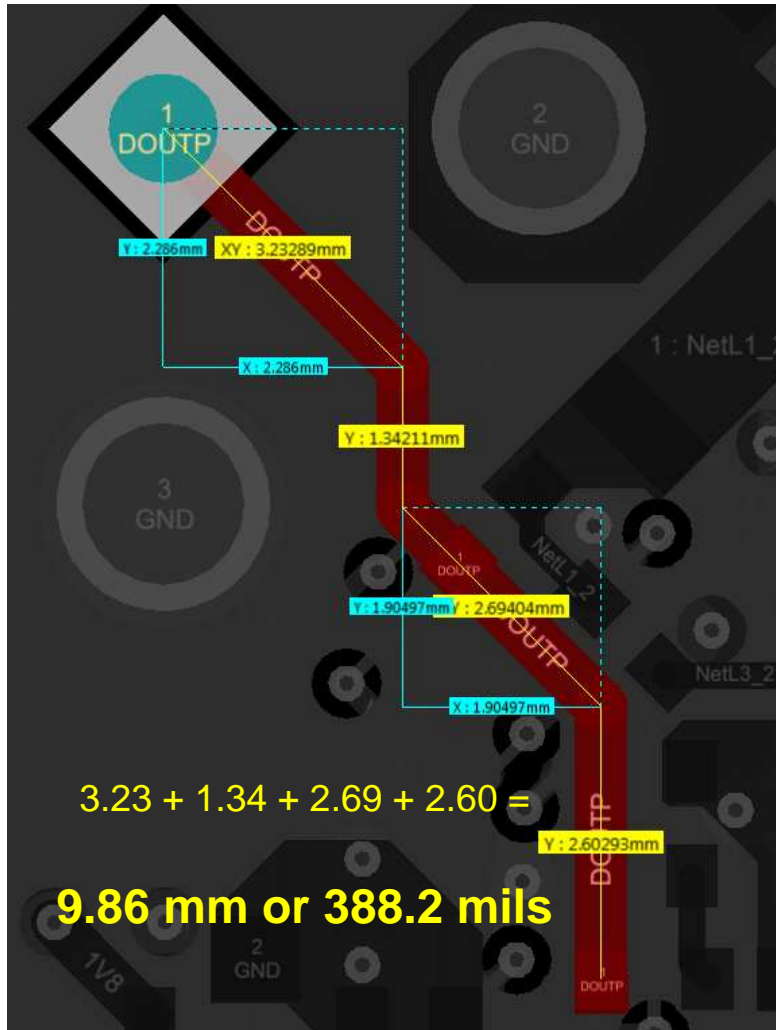 1
DOUTP
2
GND
DOUTP
Y : 2.286mm
XY : 3.23289mm
X : 2.286mm
1 : NetL1_2
Y : 1.34211mm
3
GND
NetL1_2
1
DOUTP
Y : 1.90497mm
Y : 2.69404mm
DOUTP
NetL3_2
X : 1.90497mm
3.23 + 1.34 + 2.69 + 2.60 =
DOUTP
Y : 2.60293mm
9.86 mm or 388.2 mils
2
GND
1V8
1
DOUTP